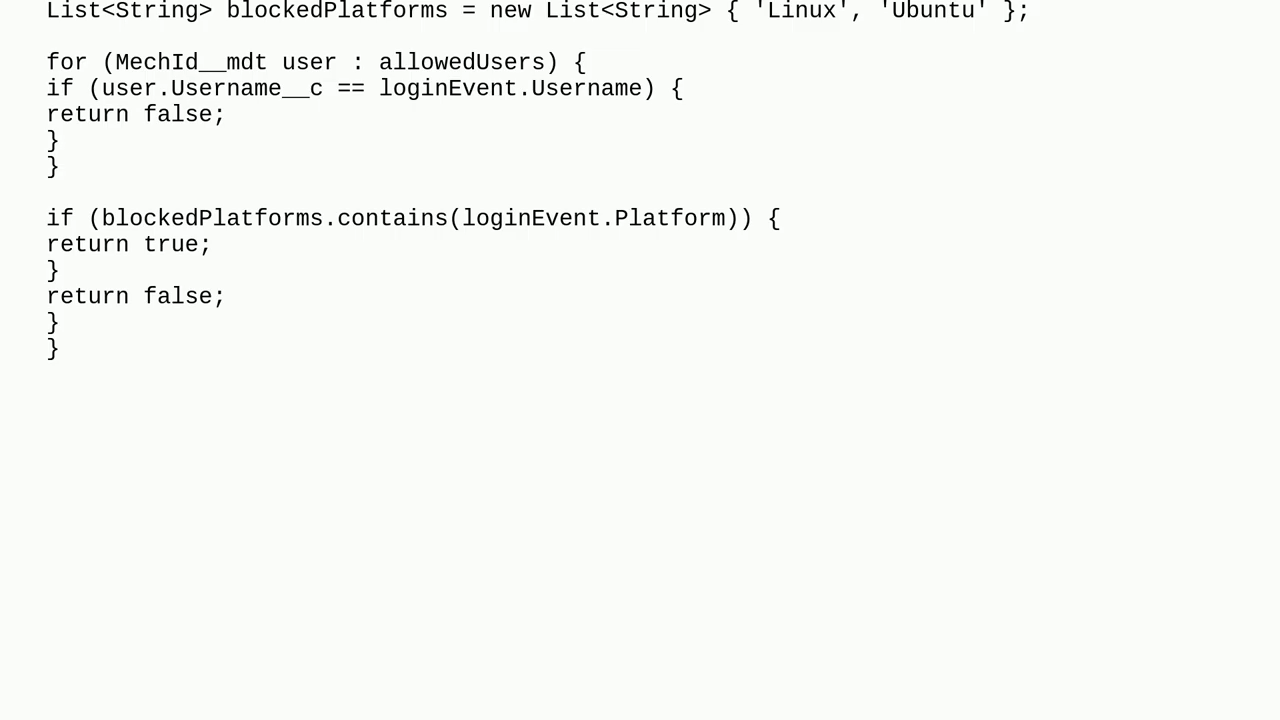 List<String> blockedPlatforms = new List<String> { 'Linux', 'Ubuntu' };
for (MechId__mdt user : allowedUsers) {
if (user.Username__c == loginEvent.Username) {
return false;
}
}
if (blockedPlatforms.contains(loginEvent.Platform)) {
return true;
}
return false;
}
}